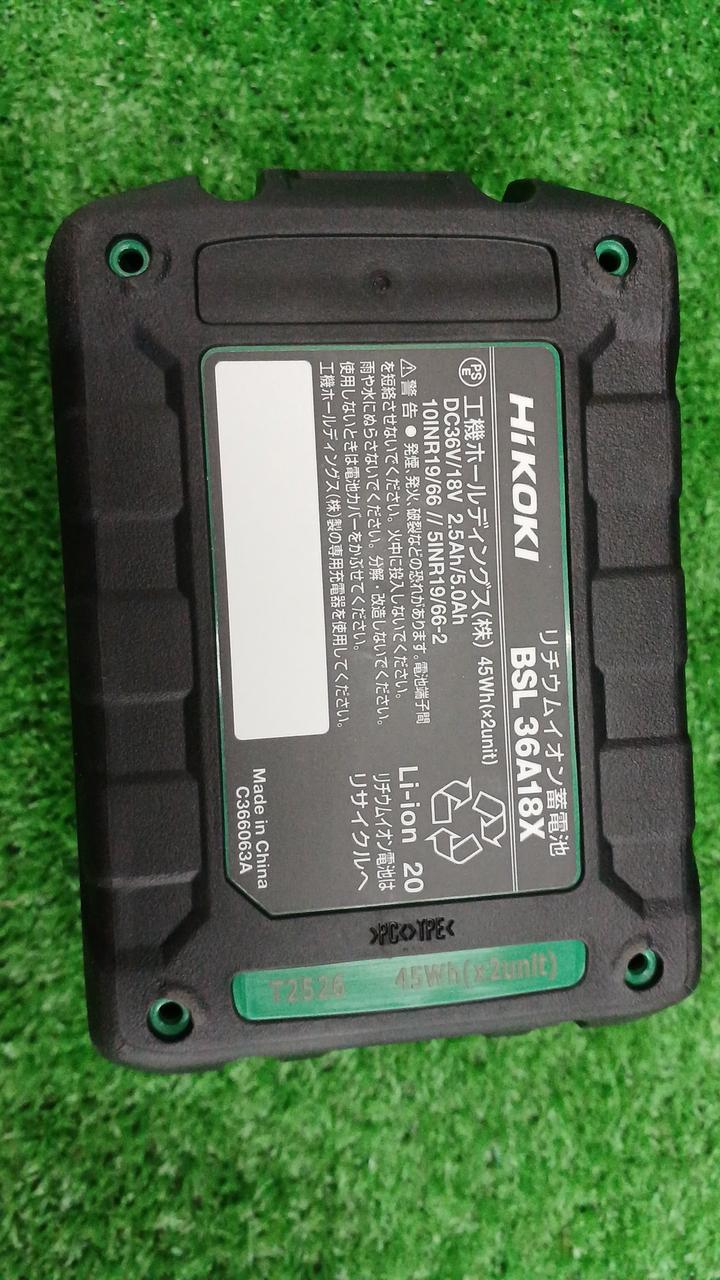 HiKOKI
リチウムイオン蓄電池
BSL 36A18X
PS
E
工機ホールディングス(株) 45Wh(×2unit)
DC36V/18V 2.5Ah/5.0Ah
10INR19/66 // 5INR19/66-2
⚠警告 ● 発煙、発火、破裂などの恐れがあります。電池端子間
を短絡させないでください。火中に投入しないでください。
雨や水にぬらさないでください。分解・改造しないでください。
使用しないときは電池カバーをかぶせてください。
工機ホールディングス(株)製の専用充電器を使用してください。
Li-ion 20
リチウムイオン電池は
リサイクルへ
Made in China
C366063A
>PC<>TPE<
T2526 45Wh(x2unit)